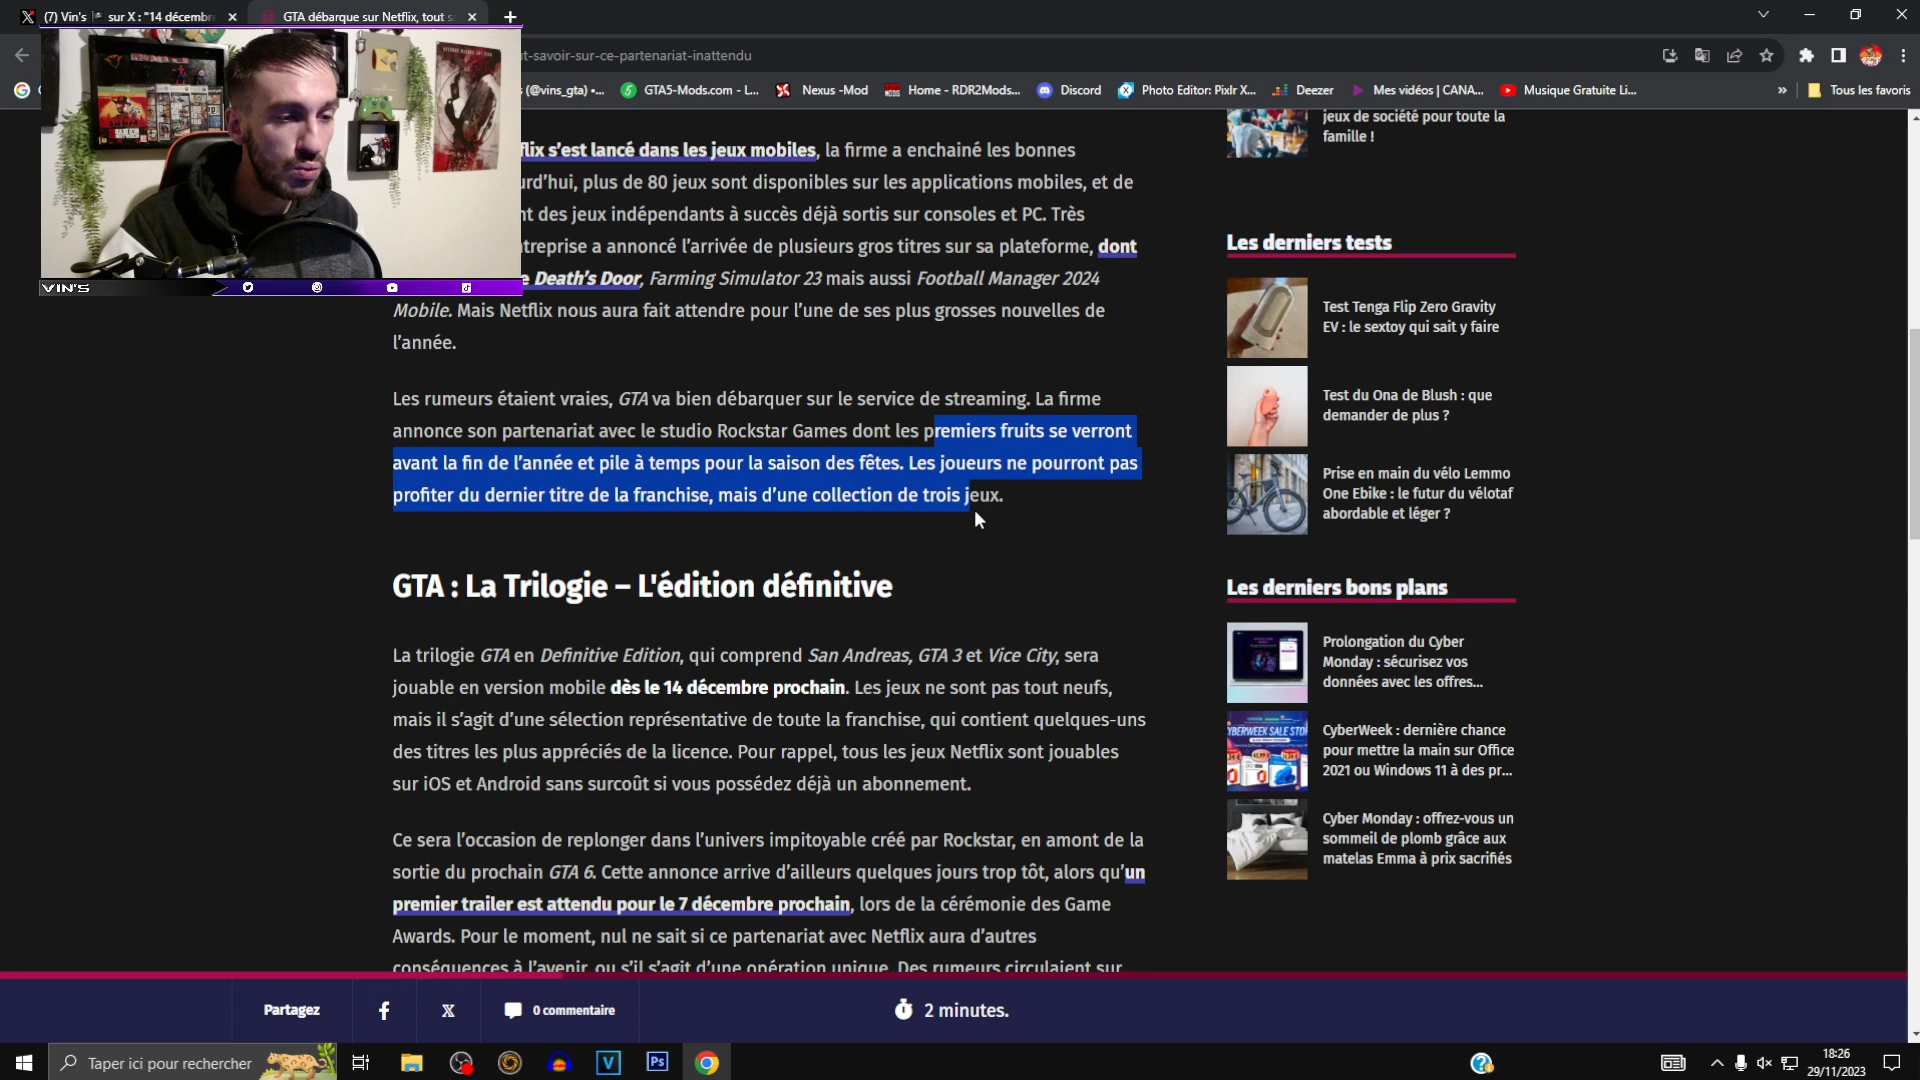 (7) Vin's sur X : "14 décembr
GTA débarque sur Netflix, tout s
t-savoir-sur-ce-partenariat-inattendu
(@vins_gta) •...
GTA5-Mods.com - L...
Nexus -Mod
Home - RDR2Mods...
Discord
Photo Editor: Pixlr X...
Deezer
Mes vidéos | CANA...
Musique Gratuite Li...
»
Tous les favoris
VIN'S
flix s'est lancé dans les jeux mobiles, la firme a enchainé les bonnes
urd'hui, plus de 80 jeux sont disponibles sur les applications mobiles, et de
nt des jeux indépendants à succès déjà sortis sur consoles et PC. Très
treprise a annoncé l'arrivée de plusieurs gros titres sur sa plateforme, dont
e Death's Door, Farming Simulator 23 mais aussi Football Manager 2024
Mobile. Mais Netflix nous aura fait attendre pour l'une de ses plus grosses nouvelles de
l'année.
Les rumeurs étaient vraies, GTA va bien débarquer sur le service de streaming. La firme
annonce son partenariat avec le studio Rockstar Games dont les premiers fruits se verront
avant la fin de l'année et pile à temps pour la saison des fêtes. Les joueurs ne pourront pas
profiter du dernier titre de la franchise, mais d'une collection de trois jeux.
GTA : La Trilogie – L'édition définitive
La trilogie GTA en Definitive Edition, qui comprend San Andreas, GTA 3 et Vice City, sera
jouable en version mobile dès le 14 décembre prochain. Les jeux ne sont pas tout neufs,
mais il s'agit d'une sélection représentative de toute la franchise, qui contient quelques-uns
des titres les plus appréciés de la licence. Pour rappel, tous les jeux Netflix sont jouables
sur iOS et Android sans surcoût si vous possédez déjà un abonnement.
Ce sera l'occasion de replonger dans l'univers impitoyable créé par Rockstar, en amont de la
sortie du prochain GTA 6. Cette annonce arrive d'ailleurs quelques jours trop tôt, alors qu'un
premier trailer est attendu pour le 7 décembre prochain, lors de la cérémonie des Game
Awards. Pour le moment, nul ne sait si ce partenariat avec Netflix aura d'autres
conséquences à l'avenir, ou s'il s'agit d'une opération unique. Des rumeurs circulaient sur
jeux de société pour toute la
famille !
Les derniers tests
Test Tenga Flip Zero Gravity
EV : le sextoy qui sait y faire
Test du Ona de Blush : que
demander de plus ?
Prise en main du vélo Lemmo
One Ebike : le futur du vélotaf
abordable et léger ?
Les derniers bons plans
Prolongation du Cyber
Monday : sécurisez vos
données avec les offres...
CYBERWEEK SALE STO
CyberWeek : dernière chance
pour mettre la main sur Office
2021 ou Windows 11 à des pr...
Cyber Monday : offrez-vous un
sommeil de plomb grâce aux
matelas Emma à prix sacrifiés
Partagez
0 commentaire
2 minutes.
Taper ici pour rechercher
V
Ps
18:26
29/11/2023